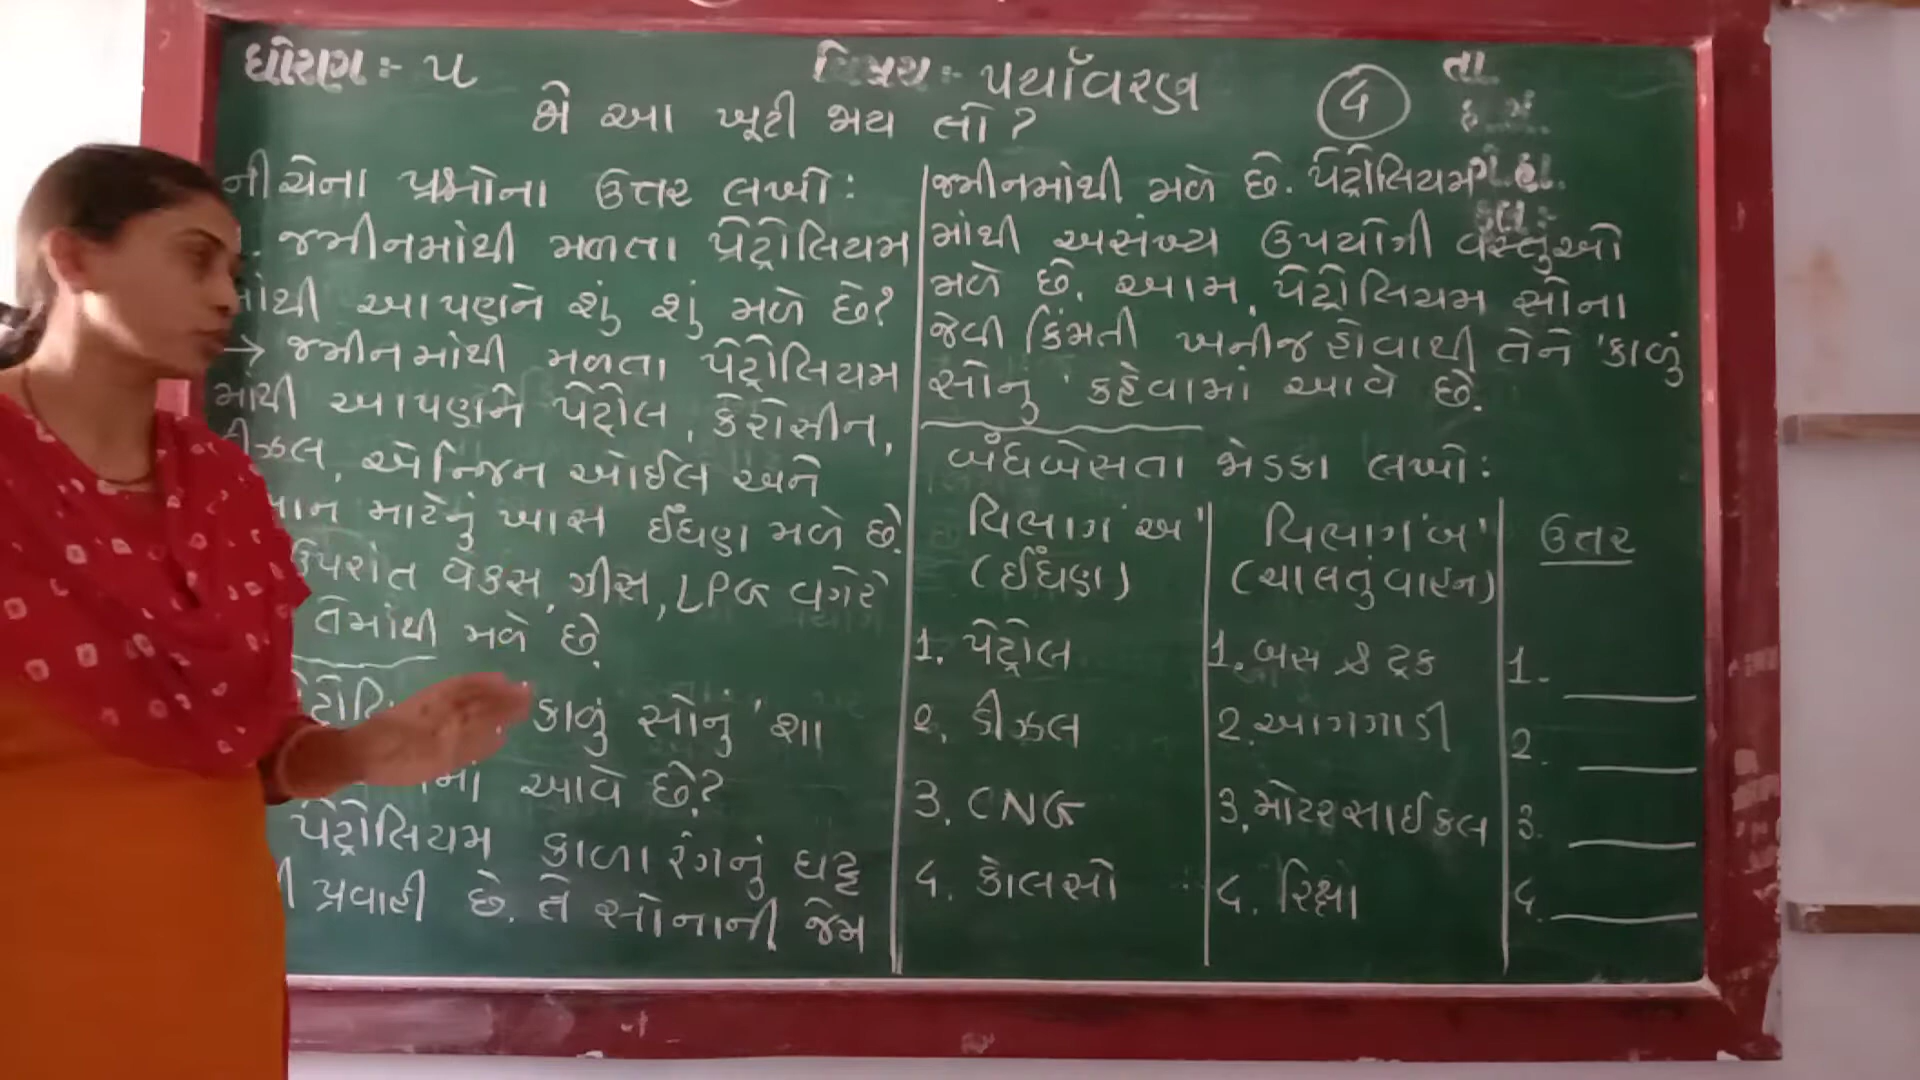 ધોરણ :- ૫
વિષય :- પર્યાવરણ
૬
તા.
જો આ ખૂટી જાય તો ?
નીચેના પ્રશ્નોના ઉત્તર લખો :
જમીનમાંથી મળતા પેટ્રોલિયમ
માંથી આપણને શું શું મળે છે?
→ જમીનમાંથી મળતા પેટ્રોલિયમ
માંથી આપણને પેટ્રોલ, કેરોસીન,
એન્જિન ઓઈલ અને
માટેનું ખાસ ઈંધણ મળે છે.
ઉપરાંત વેક્સ, ગ્રીસ, LPG વગેરે
તેમાંથી મળે છે.
કાળું સોનું ' શા
આવે છે?
પેટ્રોલિયમ કાળા રંગનું ઘટ્ટ
પ્રવાહી છે. તે સોનાની જેમ
જમીનમાંથી મળે છે. પેટ્રોલિયમ
માંથી અસંખ્ય ઉપયોગી વસ્તુઓ
મળે છે. આમ, પેટ્રોલિયમ સોના
જેવી કિંમતી ખનીજ હોવાથી તેને 'કાળું
સોનું ' કહેવામાં આવે છે.
બંધબેસતા જોડકા લખો :
વિભાગ 'અ' વિભાગ 'બ' ઉત્તર
(ઈંધણ) (ચાલતું વાહન)
1. પેટ્રોલ 1. બસ & ટ્રક 1. ____
2. ડીઝલ 2. આગગાડી 2. ____
3. CNG 3. મોટરસાઈકલ 3. ____
૪. કોલસો ૪. રિક્ષા ૪. ____